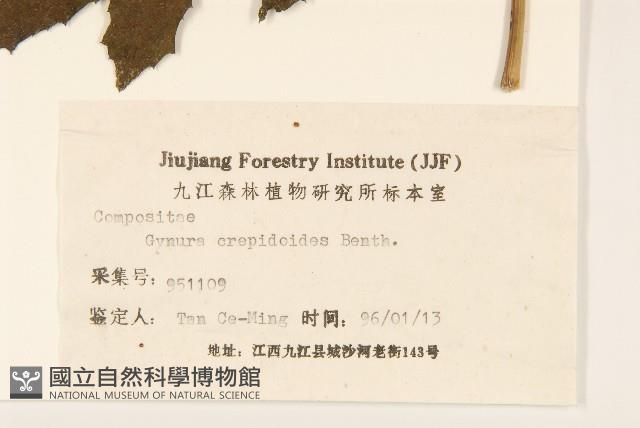 Jiujiang Forestry Institute (JJF)
九江森林植物研究所标本室
Compositae
Gynura crepidoides Benth.
采集号: 951109
鉴定人: Tan Ce-Ming 时间: 96/01/13
地址: 江西九江县城沙河老街143号
國立自然科學博物館
NATIONAL MUSEUM OF NATURAL SCIENCE